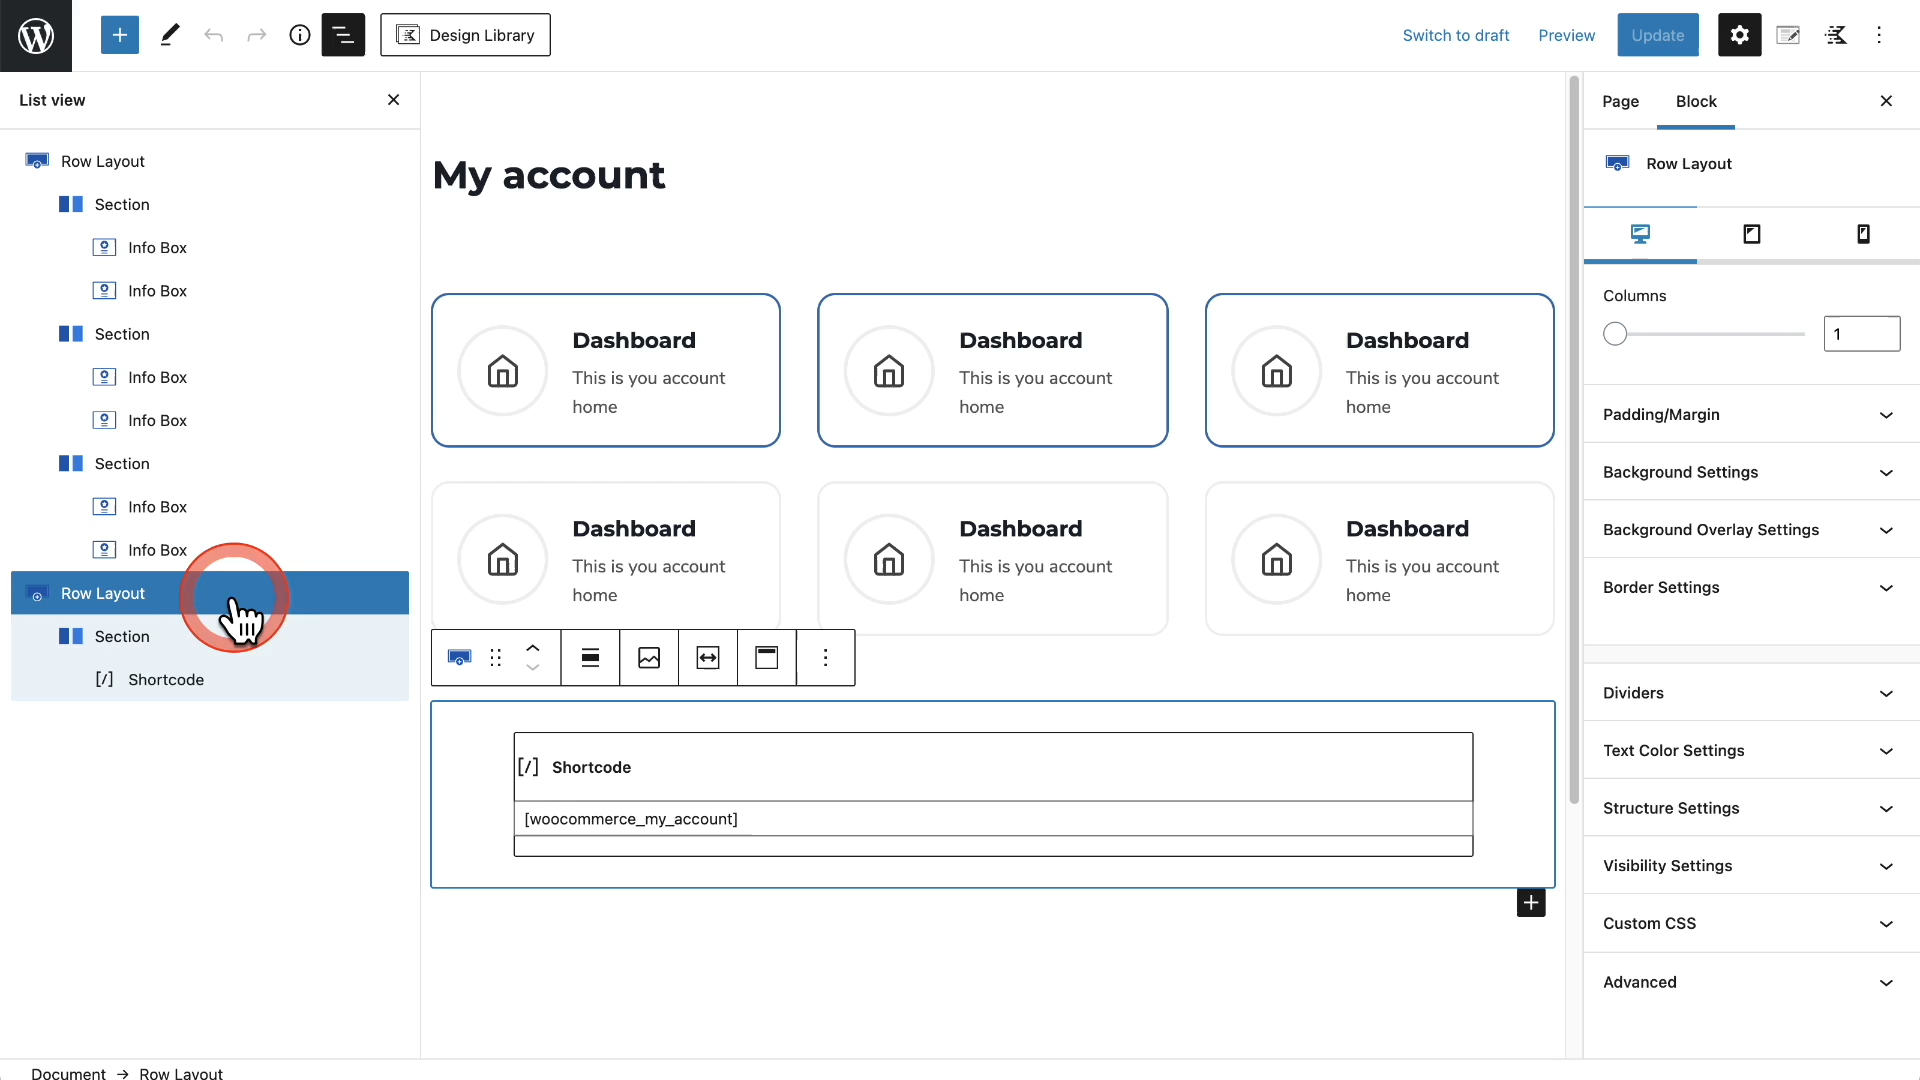 Design Library
Switch to draft
Preview
Update
List view
Row Layout
Section
Info Box
Info Box
Section
Info Box
Info Box
Section
Info Box
Info Box
Row Layout
Section
[/] Shortcode
My account
Dashboard
This is you account
home
Dashboard
This is you account
home
Dashboard
This is you account
home
Dashboard
This is you account
home
Dashboard
This is you account
home
Dashboard
This is you account
home
[/] Shortcode
[woocommerce_my_account]
Page
Block
Row Layout
Columns
1
Padding/Margin
Background Settings
Background Overlay Settings
Border Settings
Dividers
Text Color Settings
Structure Settings
Visibility Settings
Custom CSS
Advanced
Document → Row Layout